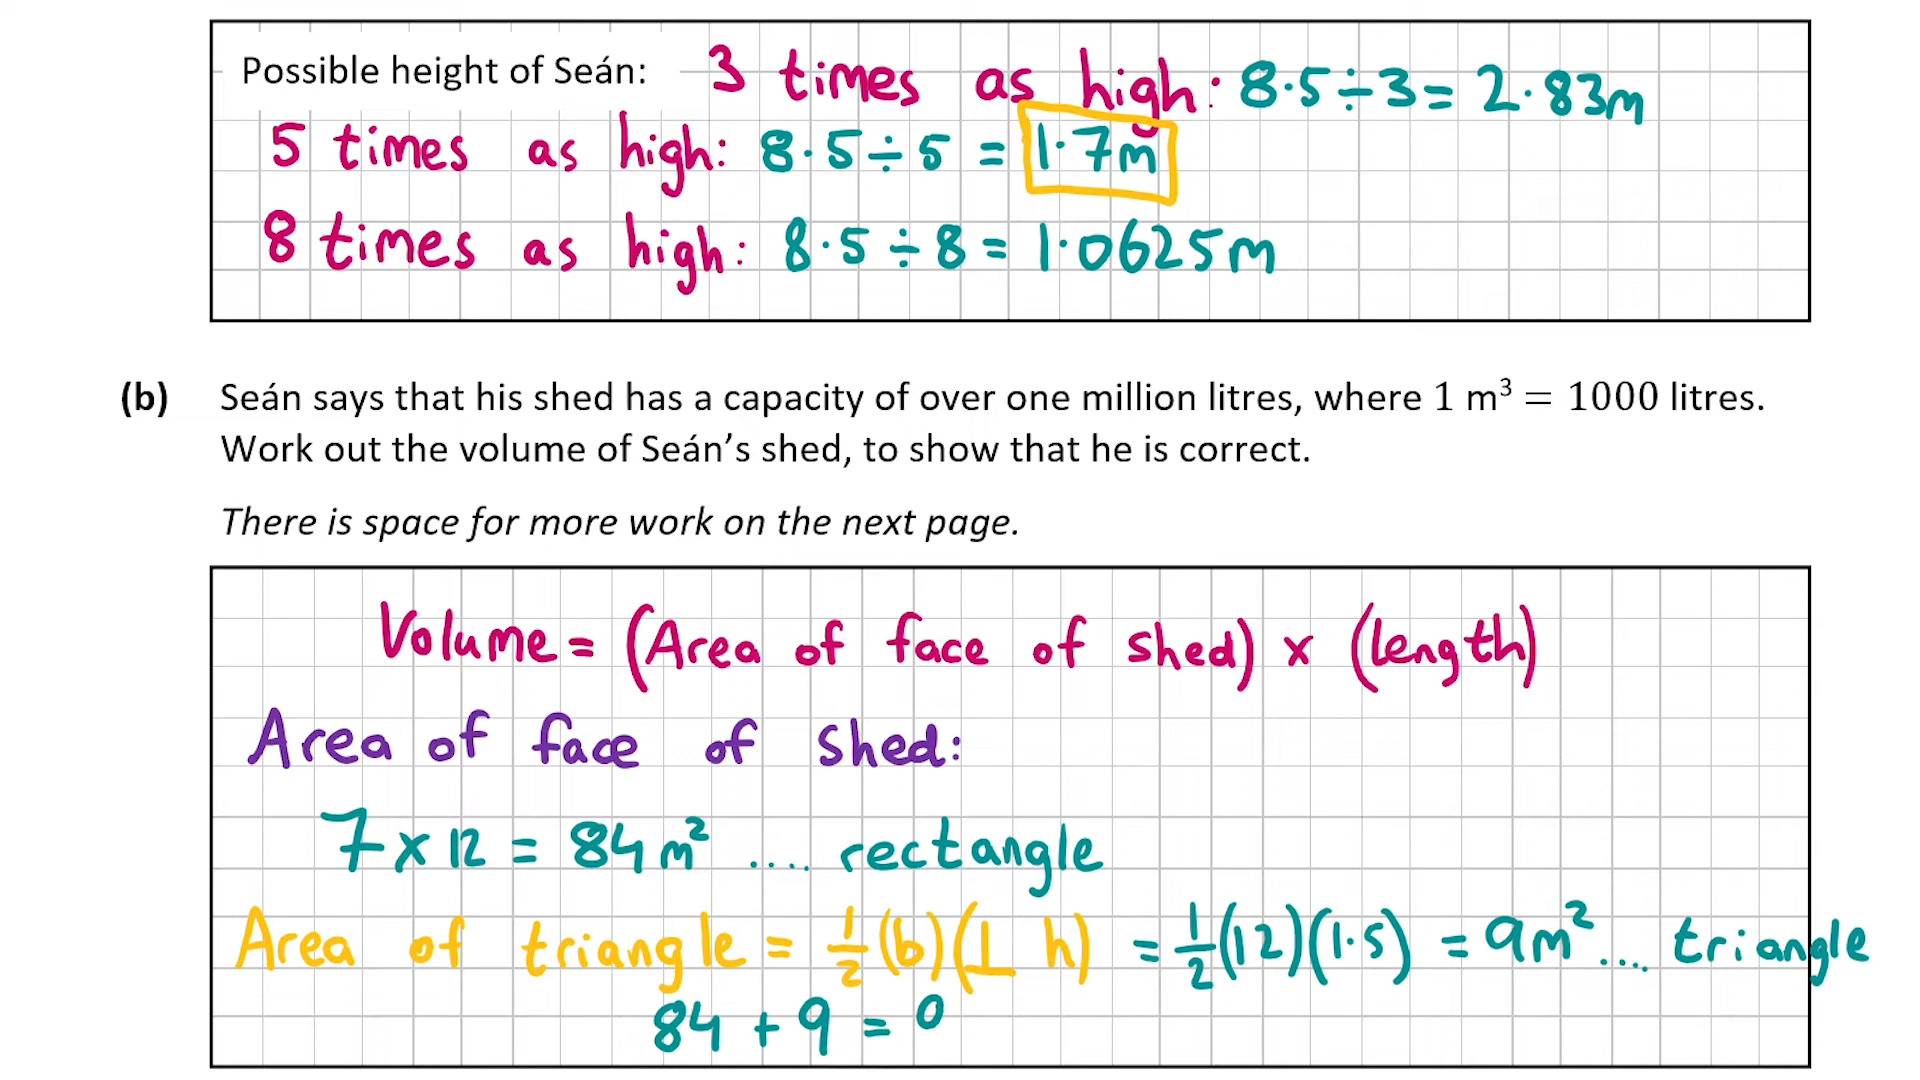 Possible height of Seán: 3 times as high: 8·5÷3= 2·83m
5 times as high: 8·5÷5 = 1·7m
8 times as high: 8·5÷8= 1·0625m
(b) Seán says that his shed has a capacity of over one million litres, where 1 m³ = 1000 litres.
Work out the volume of Seán’s shed, to show that he is correct.
There is space for more work on the next page.
Volume= (Area of face of shed) x (length)
Area of face of shed:
7 x 12 = 84m² .... rectangle
Area of triangle = ½(b)(⊥ h) = ½(12)(1·5) = 9m² .... triangle
84 + 9 = 0